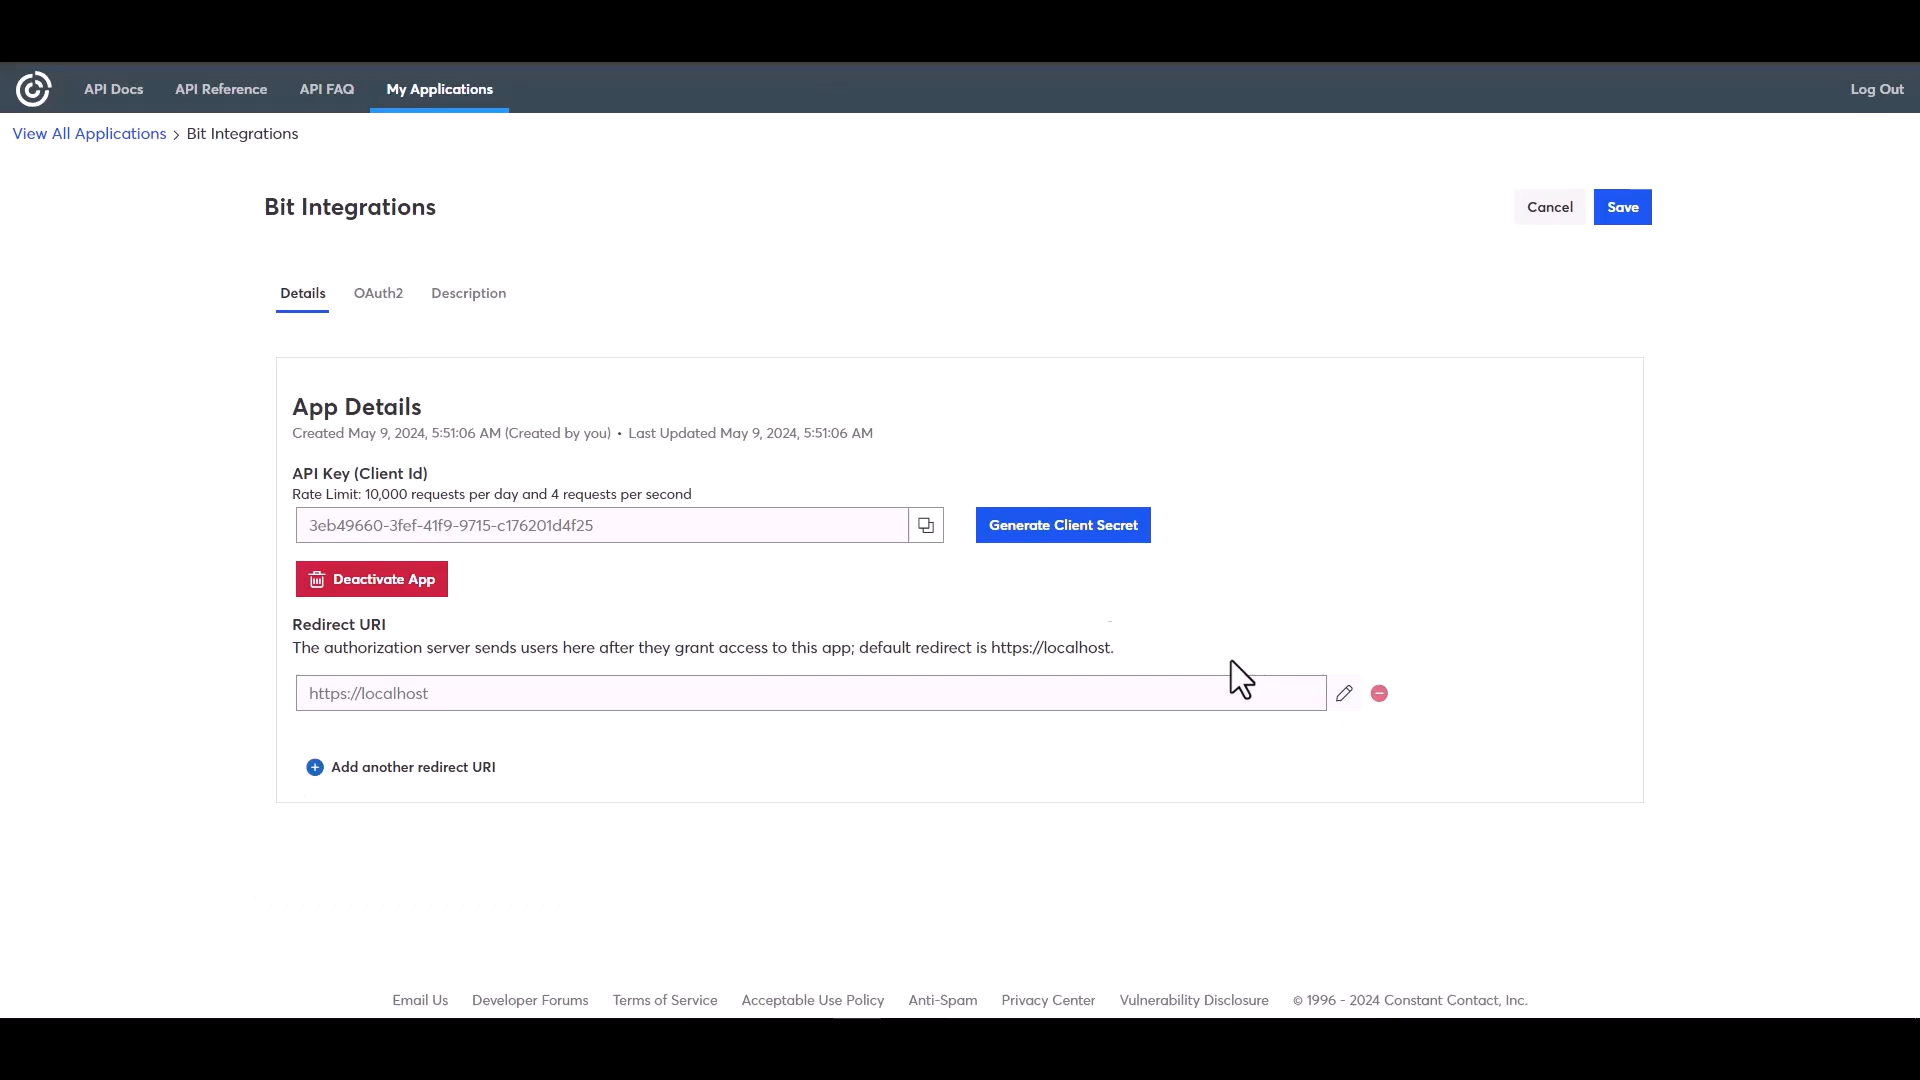 API Docs API Reference API FAQ My Applications Log Out
View All Applications > Bit Integrations
Bit Integrations
Cancel Save
Details OAuth2 Description
App Details
Created May 9, 2024, 5:51:06 AM (Created by you) • Last Updated May 9, 2024, 5:51:06 AM
API Key (Client Id)
Rate Limit: 10,000 requests per day and 4 requests per second
3eb49660-3fef-41f9-9715-c176201d4f25 Generate Client Secret
Deactivate App
Redirect URI
The authorization server sends users here after they grant access to this app; default redirect is https://localhost.
https://localhost
Add another redirect URI
Email Us Developer Forums Terms of Service Acceptable Use Policy Anti-Spam Privacy Center Vulnerability Disclosure © 1996 - 2024 Constant Contact, Inc.